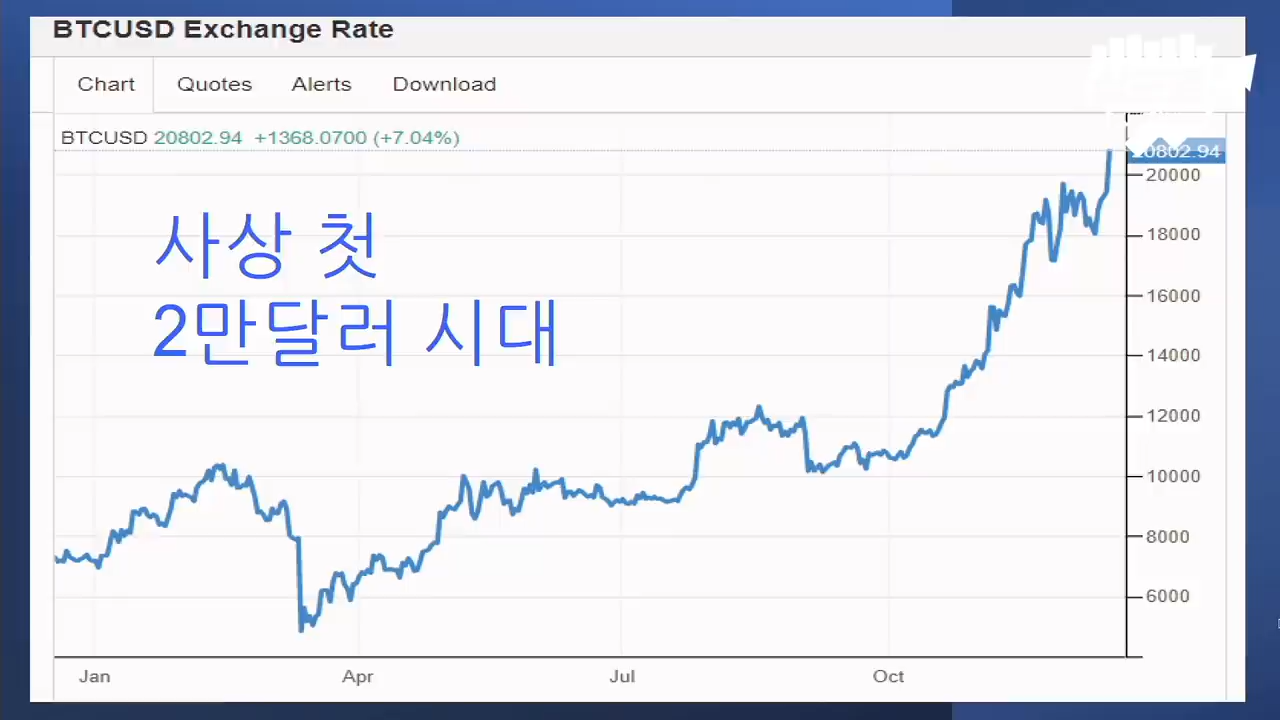 BTCUSD Exchange Rate
Chart Quotes Alerts Download
BTCUSD 20802.94 +1368.0700 (+7.04%)
20802.94
사상 첫
2만달러 시대
20000
18000
16000
14000
12000
10000
8000
6000
Jan Apr Jul Oct